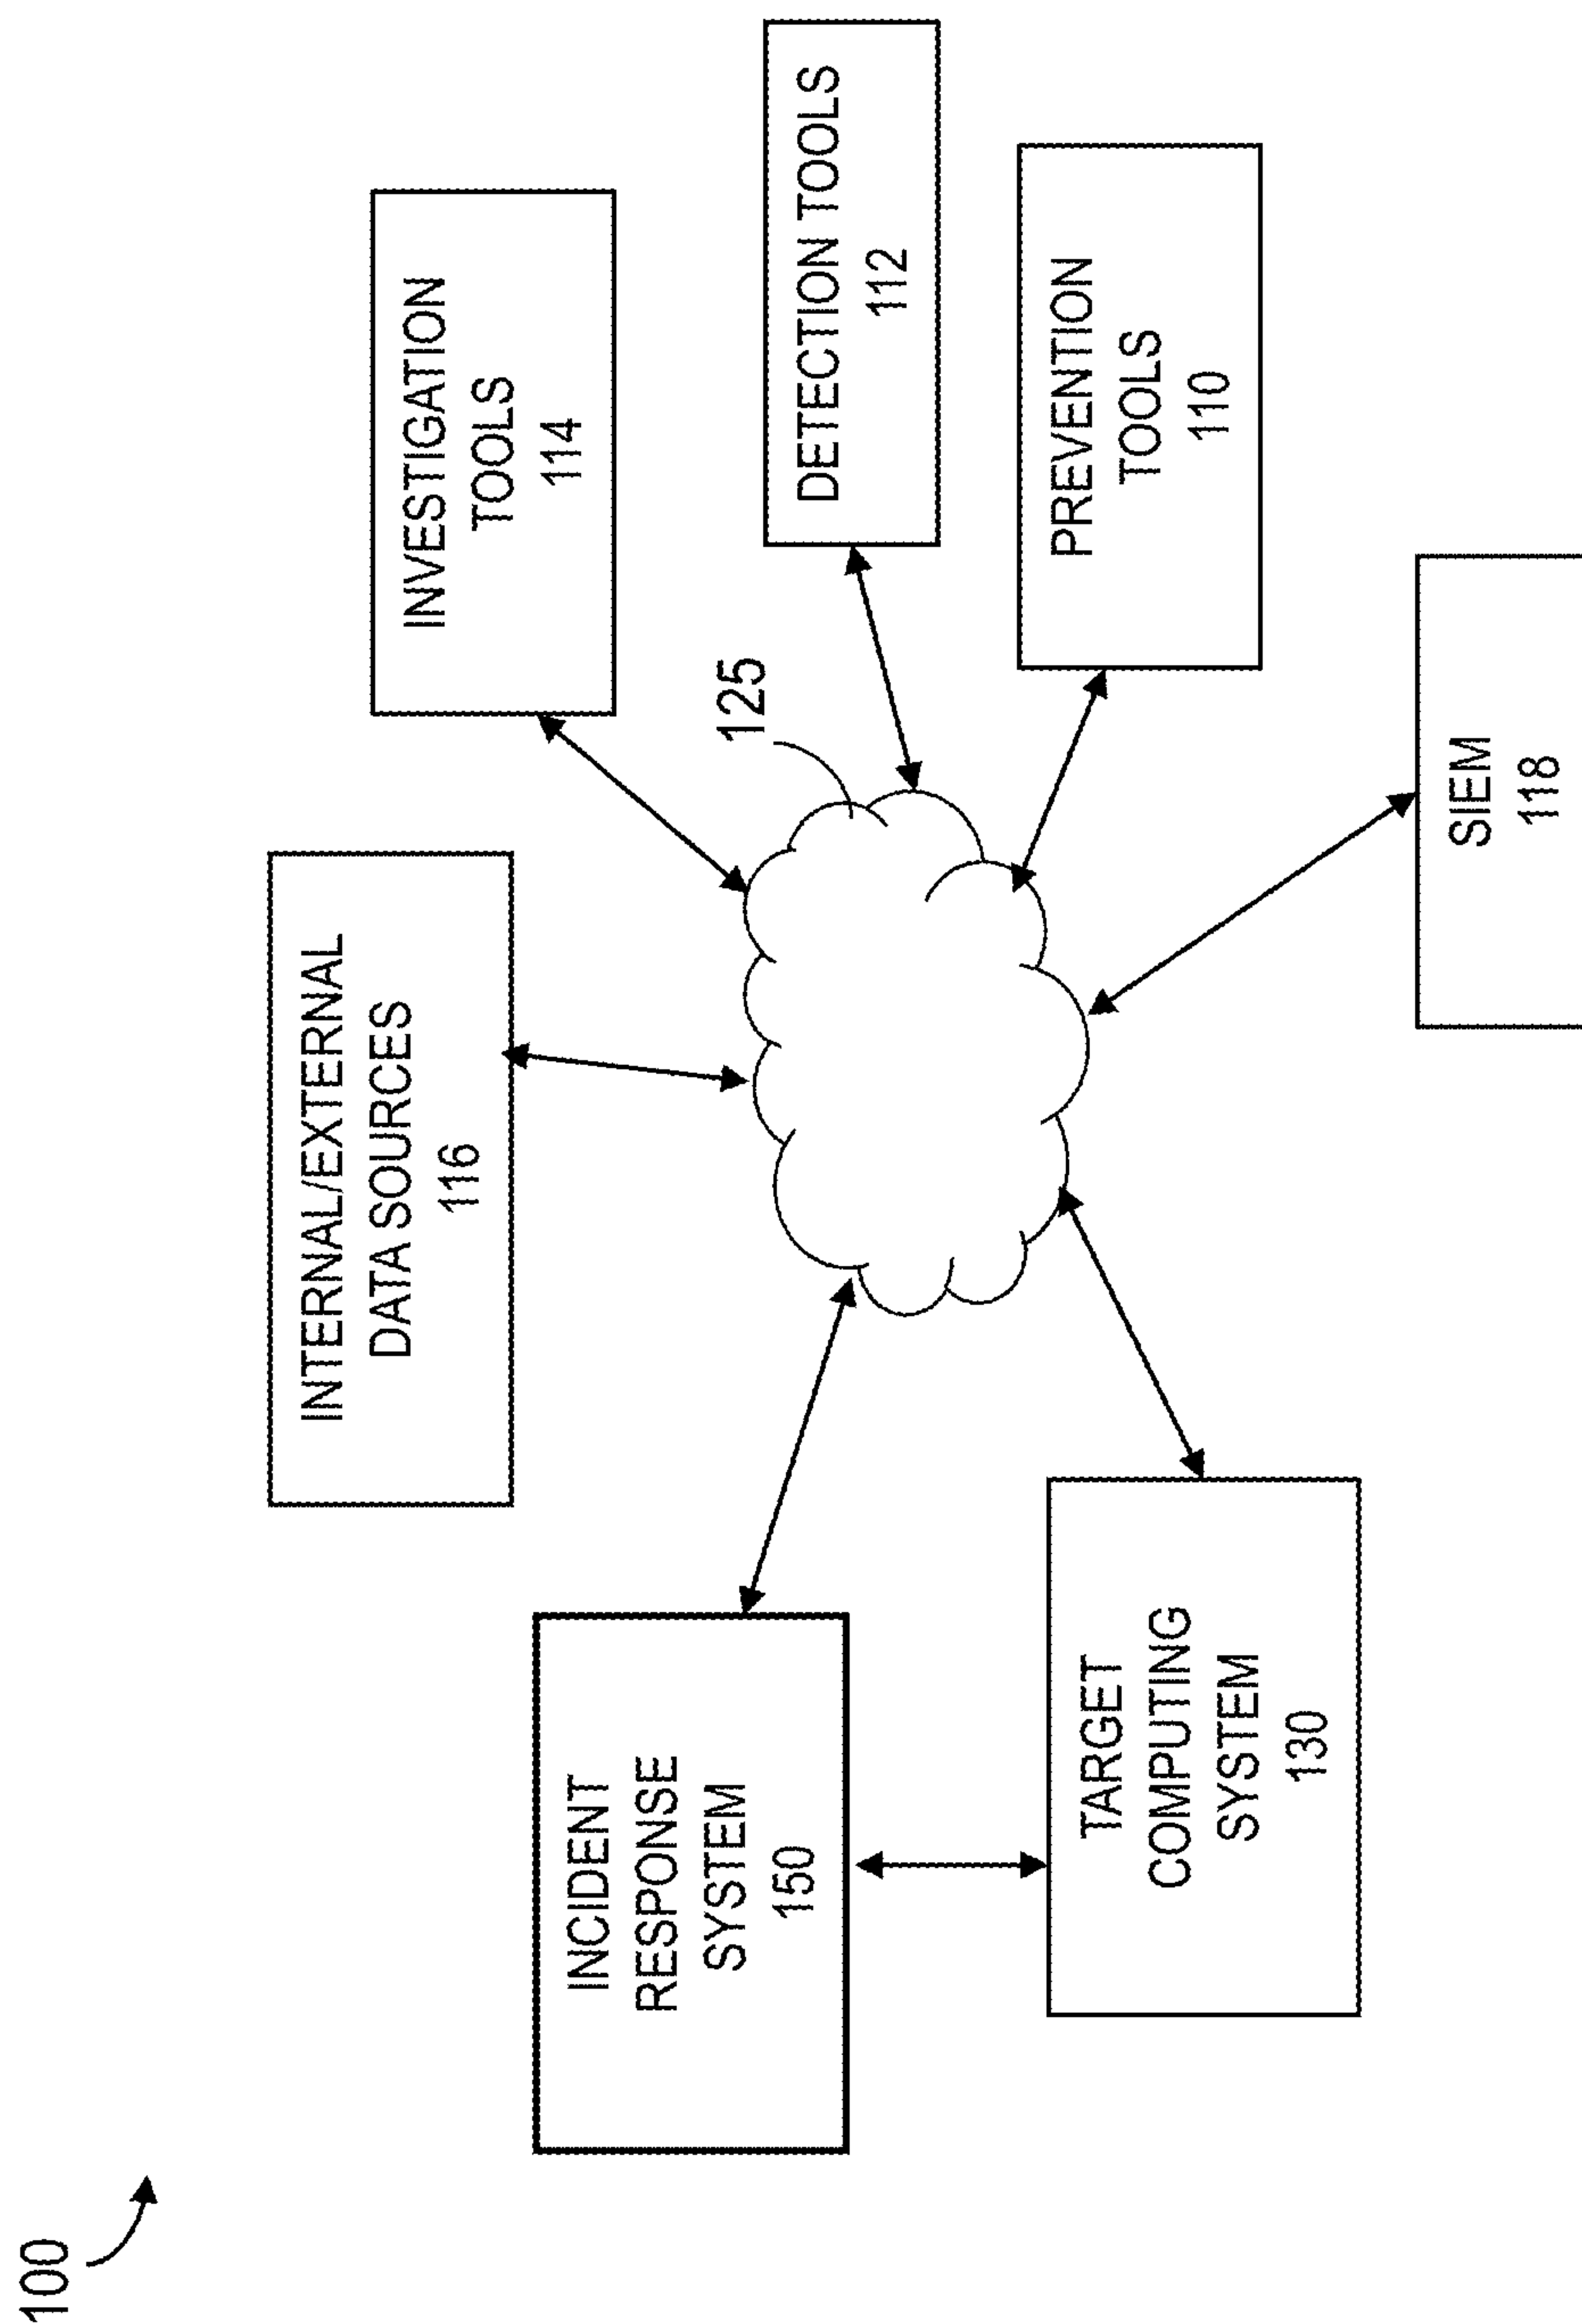 100
INTERNAL/EXTERNAL
DATA SOURCES
116
INVESTIGATION
TOOLS
114
INCIDENT
RESPONSE
SYSTEM
150
125
DETECTION TOOLS
112
TARGET
COMPUTING
SYSTEM
130
PREVENTION
TOOLS
110
SIEM
118